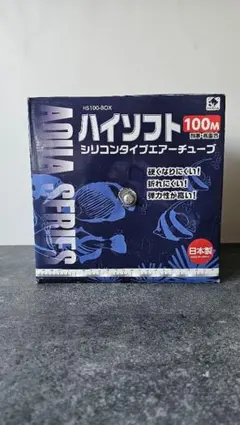 HS100-BOX
AQUA SERIES
ハイソフト
100M
シリコンタイプエアーチューブ
硬くなりにくい!
折れにくい!
弾力性が高い!
日本製